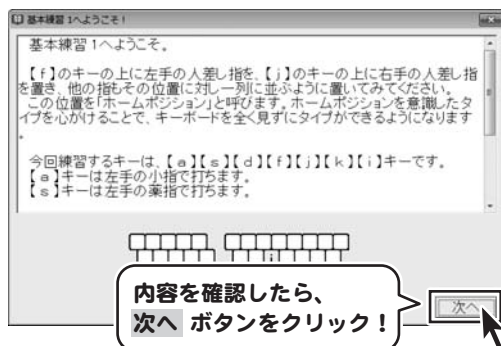 基本練習 1へようこそ！
基本練習 1へようこそ。
【f】のキーの上に左手の人差し指を、【j】のキーの上に右手の人差し指
を置き、他の指もその位置に対し一列に並ぶように置いてみてください。
この位置を「ホームポジション」と呼びます。ホームポジションを意識したタ
イプを心がけることで、キーボードを全く見ずにタイプができるようになります
。
今回練習するキーは、【a】【s】【d】【f】【j】【k】【i】キーです。
【a】キーは左手の小指で打ちます。
【s】キーは左手の薬指で打ちます。
i
内容を確認したら、
次へ ボタンをクリック！
次へ